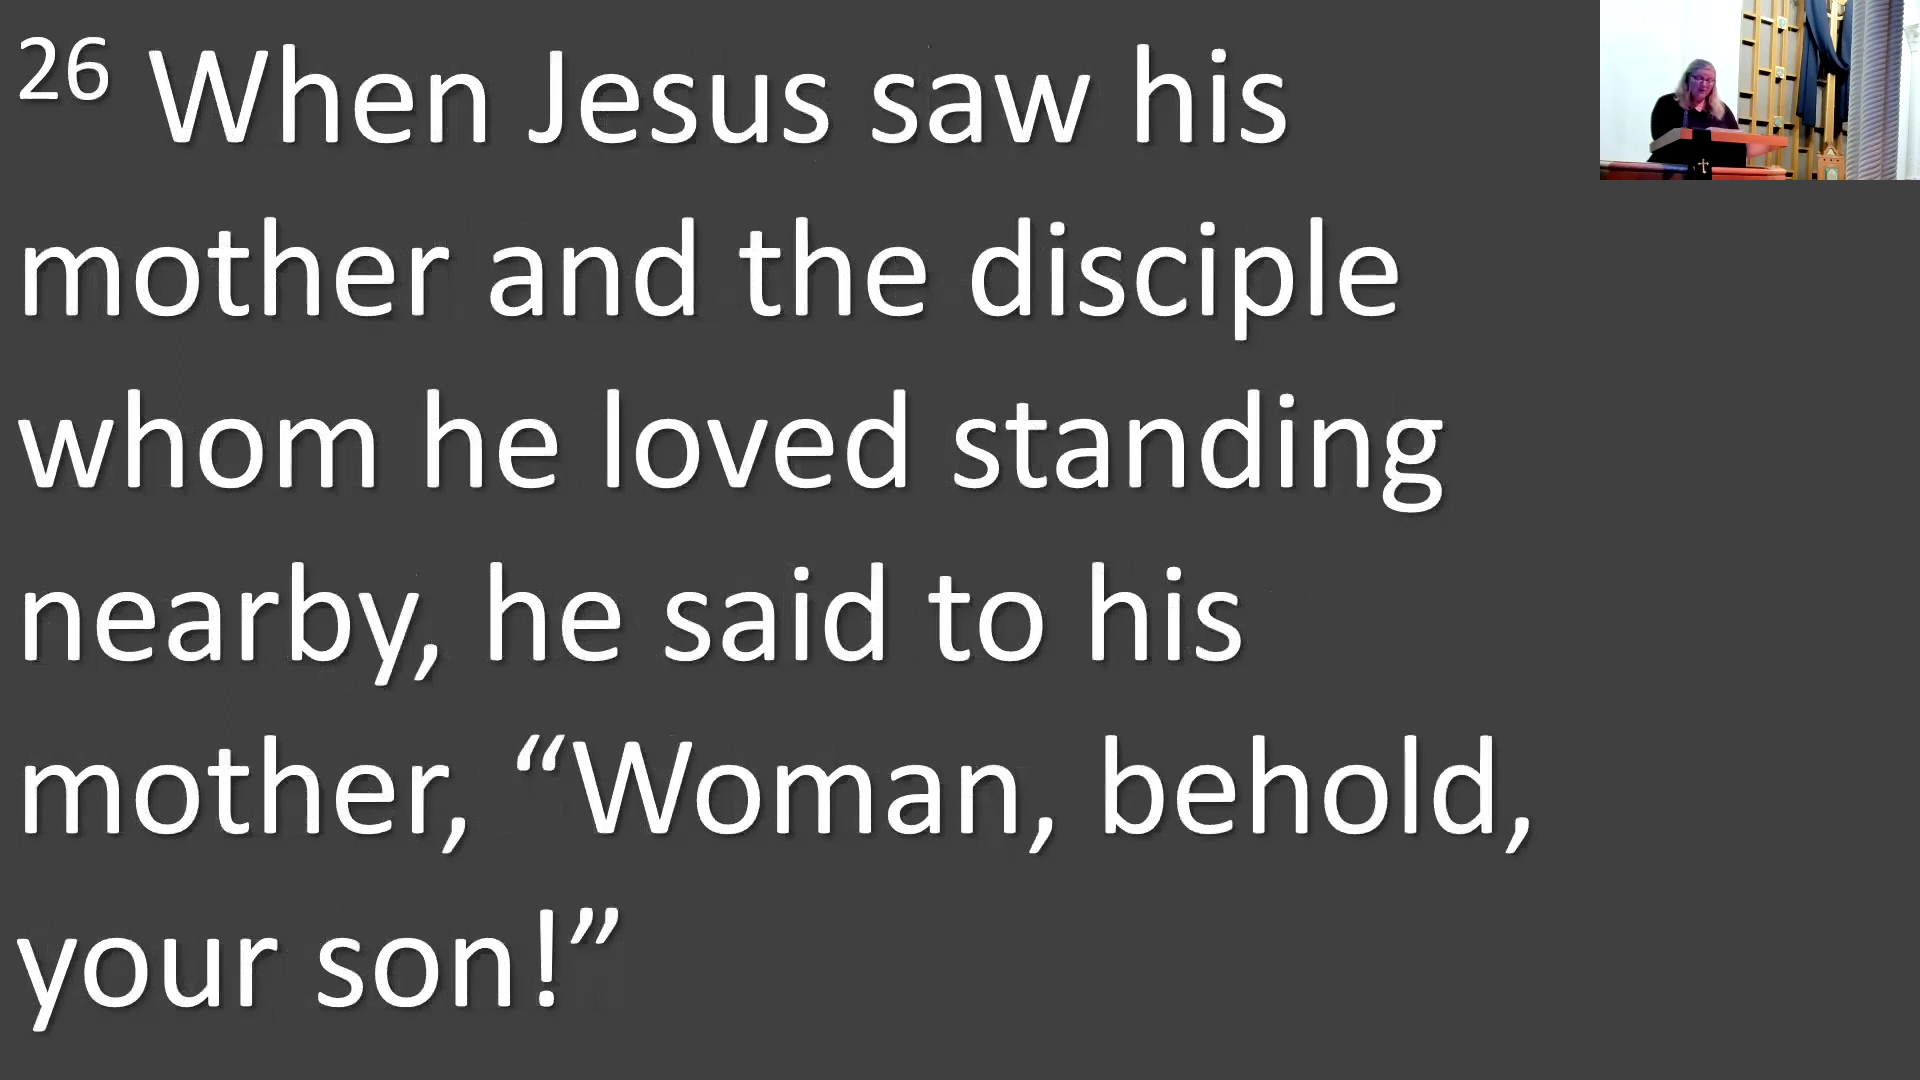 26 When Jesus saw his
mother and the disciple
whom he loved standing
nearby, he said to his
mother, “Woman, behold,
your son!”